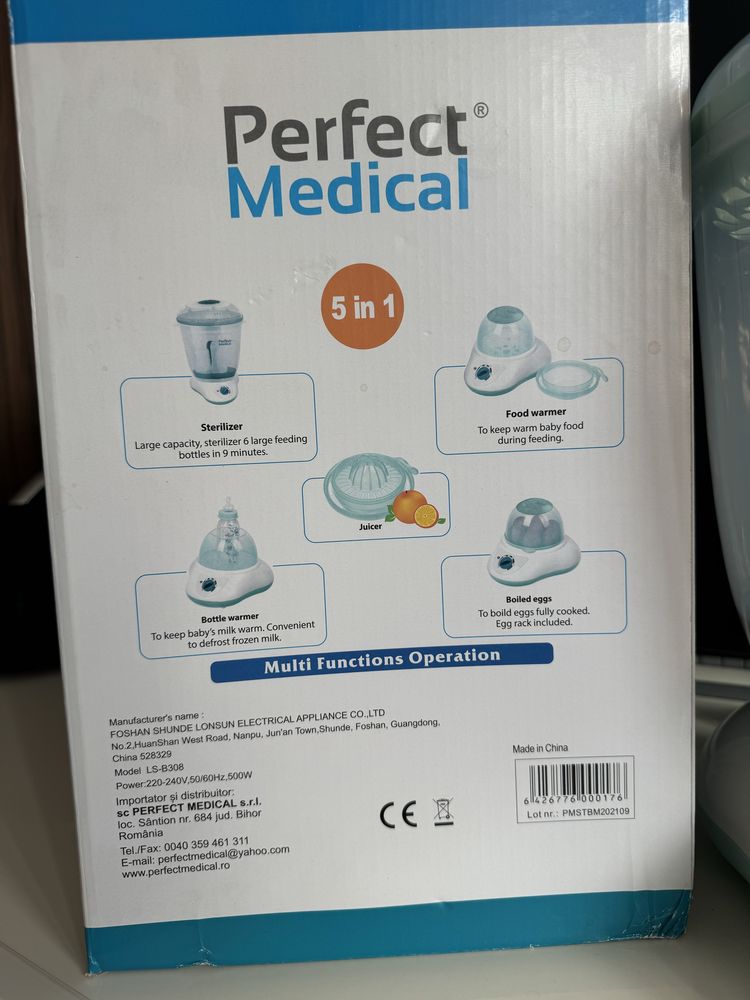 Perfect®
Medical
5 in 1
Perfect
Medical
Sterilizer
Large capacity, sterilizer 6 large feeding
bottles in 9 minutes.
Food warmer
To keep warm baby food
during feeding.
Juicer
Bottle warmer
To keep baby's milk warm. Convenient
to defrost frozen milk.
Boiled eggs
To boild eggs fully cooked.
Egg rack included.
Multi Functions Operation
Manufacturer's name :
FOSHAN SHUNDE LONSUN ELECTRICAL APPLIANCE CO.,LTD
No.2,HuanShan West Road, Nanpu, Jun'an Town,Shunde, Foshan, Guangdong,
China 528329
Model LS-B308
Power:220-240V,50/60Hz,500W
Importator și distribuitor:
sc PERFECT MEDICAL s.r.l.
loc. Sântion nr. 684 jud. Bihor
România
Tel./Fax: 0040 359 461 311
E-mail: perfectmedical@yahoo.com
www.perfectmedical.ro
CE
Made in China
6 426776 000176
Lot nr.: PMSTBM202109